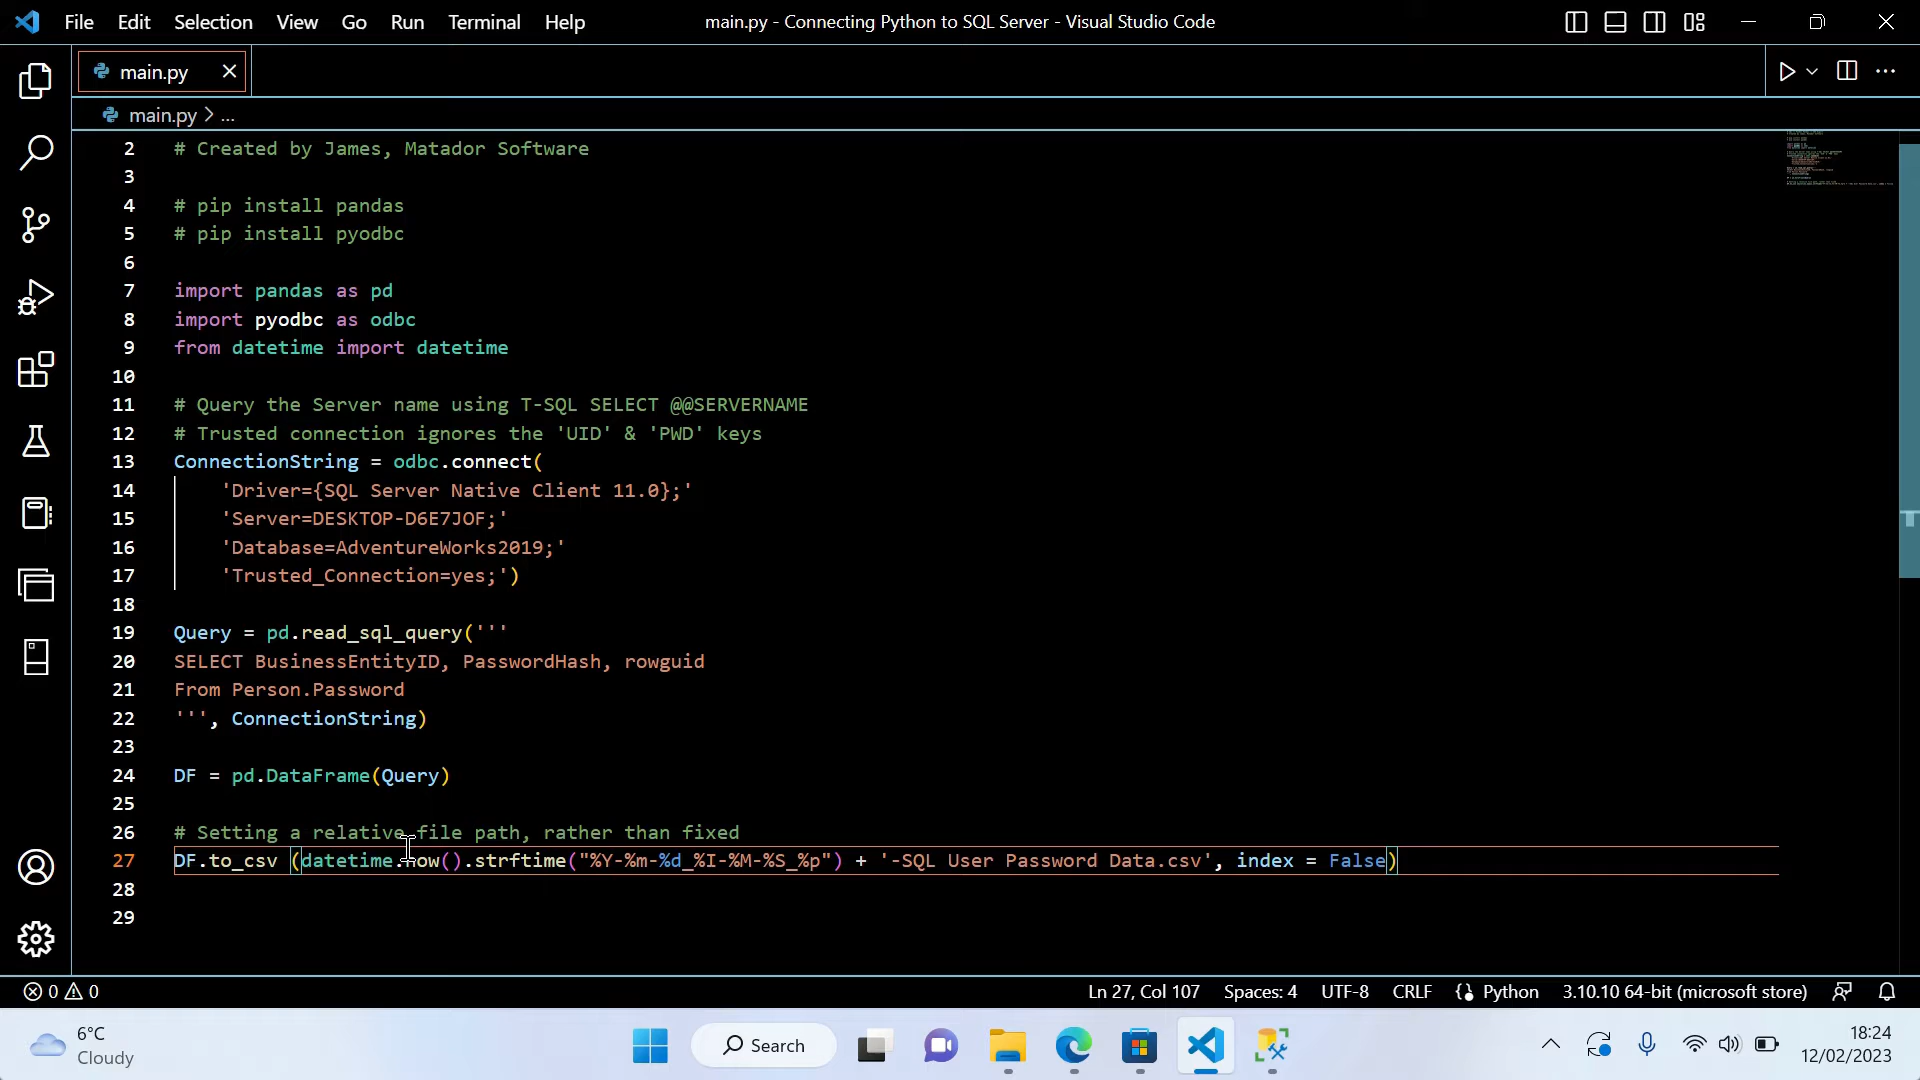 File Edit Selection View Go Run Terminal Help main.py - Connecting Python to SQL Server - Visual Studio Code
main.py
main.py > ...
2 # Created by James, Matador Software
3
4 # pip install pandas
5 # pip install pyodbc
6
7 import pandas as pd
8 import pyodbc as odbc
9 from datetime import datetime
10
11 # Query the Server name using T-SQL SELECT @@SERVERNAME
12 # Trusted connection ignores the 'UID' & 'PWD' keys
13 ConnectionString = odbc.connect(
14 'Driver={SQL Server Native Client 11.0};'
15 'Server=DESKTOP-D6E7JOF;'
16 'Database=AdventureWorks2019;'
17 'Trusted_Connection=yes;')
18
19 Query = pd.read_sql_query('''
20 SELECT BusinessEntityID, PasswordHash, rowguid
21 From Person.Password
22 ''', ConnectionString)
23
24 DF = pd.DataFrame(Query)
25
26 # Setting a relative file path, rather than fixed
27 DF.to_csv (datetime.now().strftime("%Y-%m-%d_%I-%M-%S_%p") + '-SQL User Password Data.csv', index = False)
28
29
0 0 Ln 27, Col 107 Spaces: 4 UTF-8 CRLF Python 3.10.10 64-bit (microsoft store)
6°C
Cloudy
Search
18:24
12/02/2023